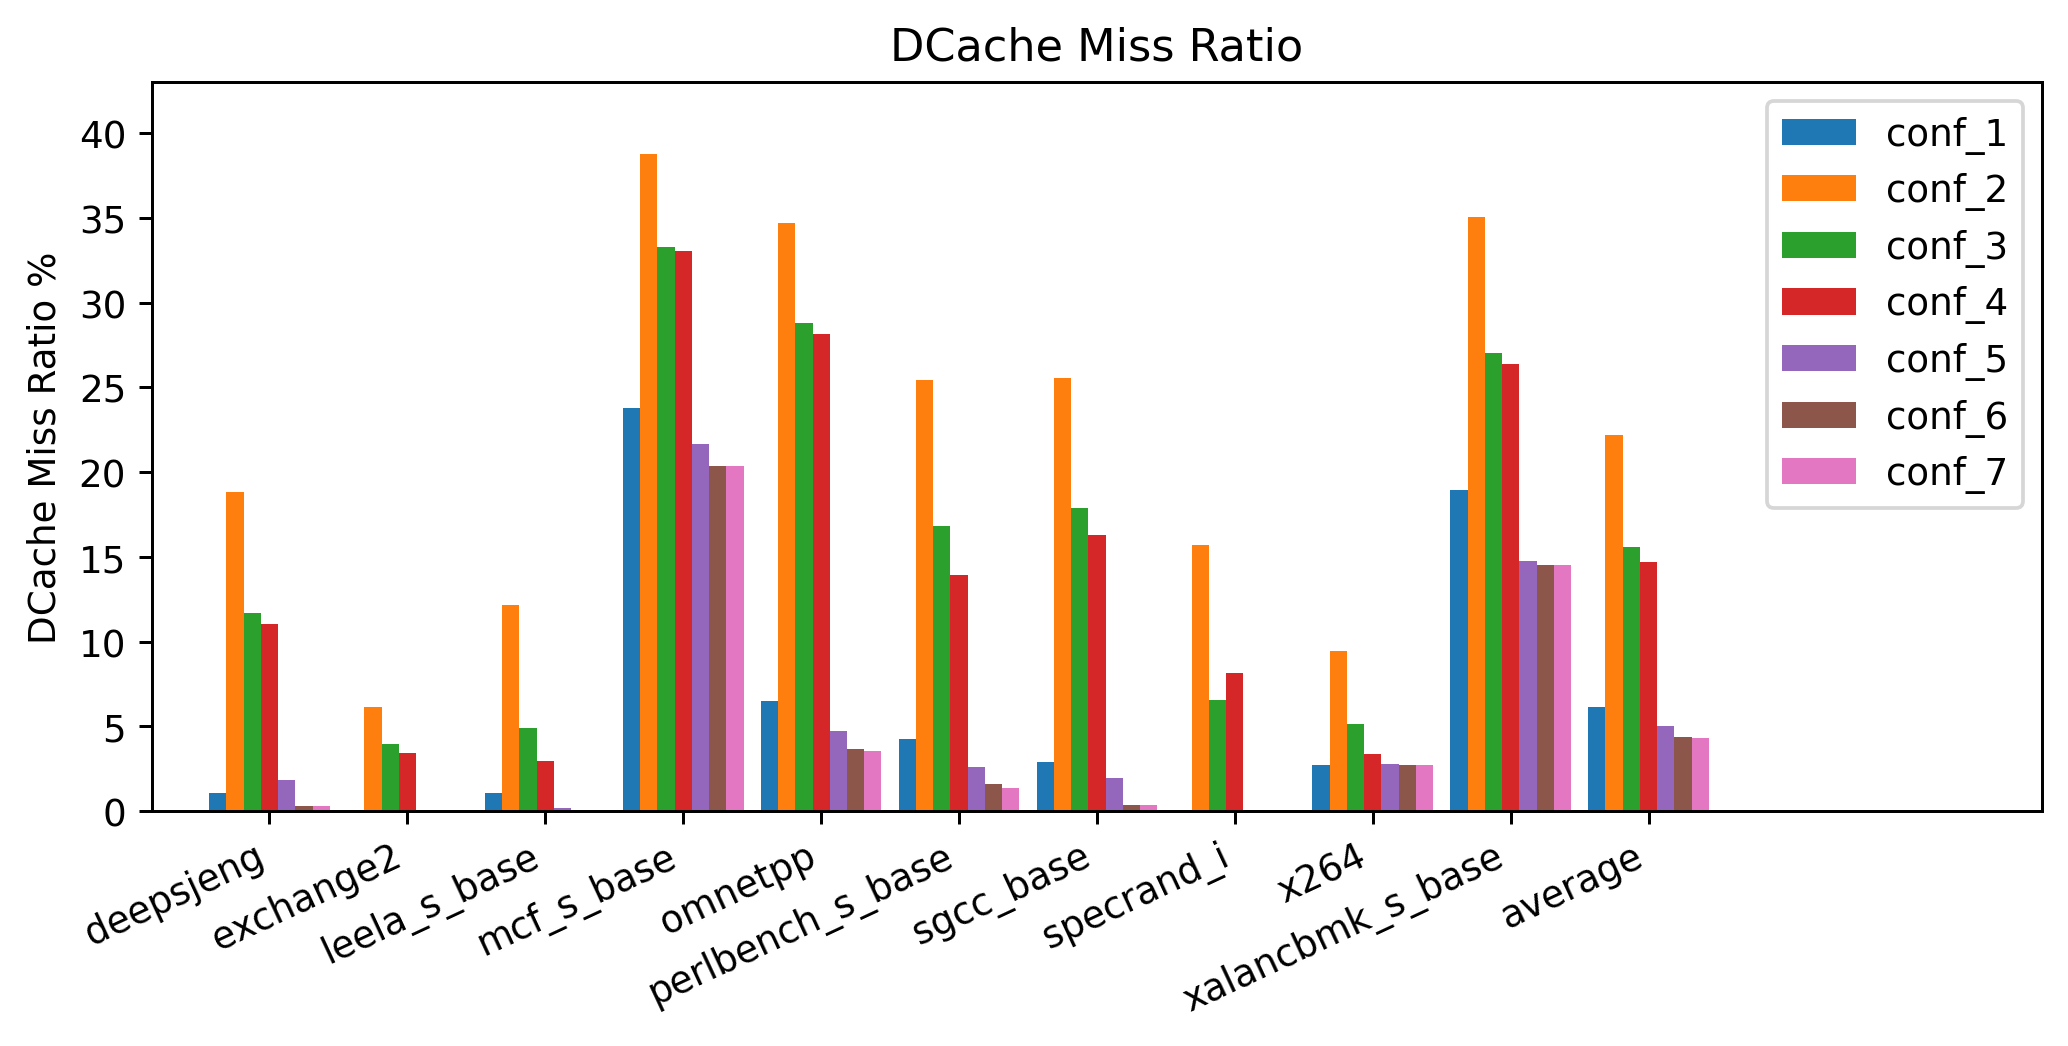 DCache Miss Ratio
DCache Miss Ratio %
40
35
30
25
20
15
10
5
0
conf_1
conf_2
conf_3
conf_4
conf_5
conf_6
conf_7
deepsjeng
exchange2
leela_s_base
mcf_s_base
omnetpp
perlbench_s_base
sgcc_base
specrand_i
x264
xalancbmk_s_base
average